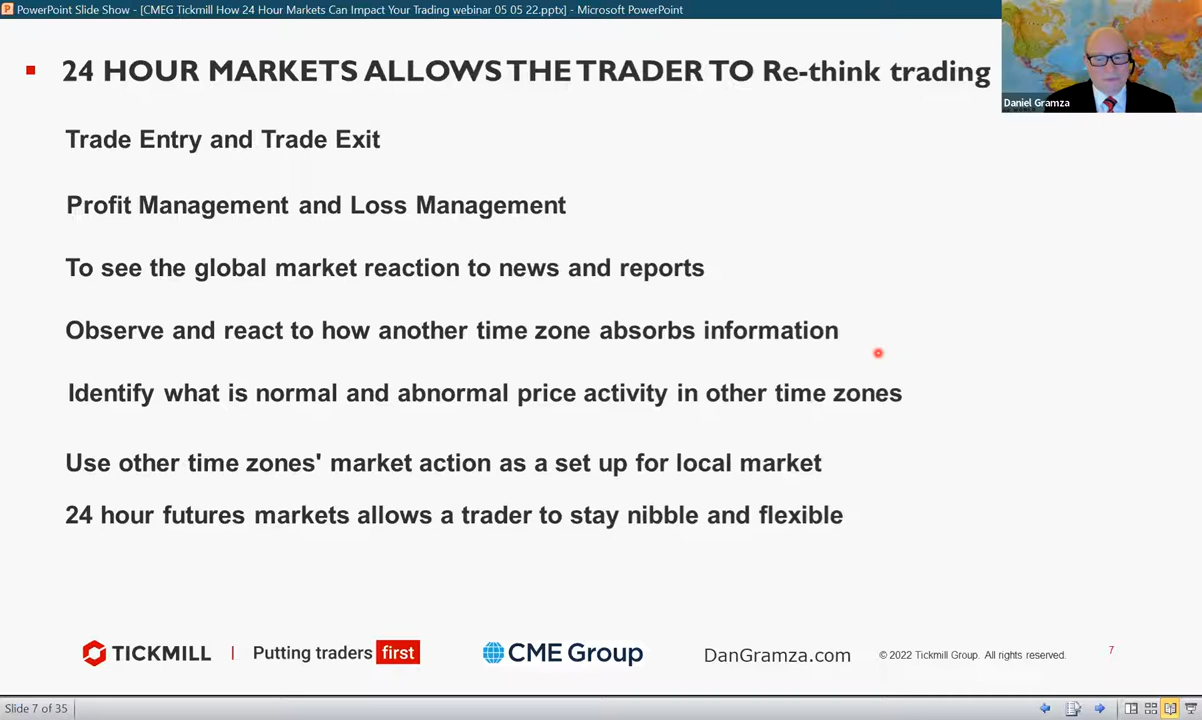 PowerPoint Slide Show - [CMEG Tickmill How 24 Hour Markets Can Impact Your Trading webinar 05 05 22.pptx] - Microsoft PowerPoint
24 HOUR MARKETS ALLOWS THE TRADER TO Re-think trading
Daniel Gramza
Trade Entry and Trade Exit
Profit Management and Loss Management
To see the global market reaction to news and reports
Observe and react to how another time zone absorbs information
Identify what is normal and abnormal price activity in other time zones
Use other time zones' market action as a set up for local market
24 hour futures markets allows a trader to stay nibble and flexible
TICKMILL | Putting traders first CME Group DanGramza.com © 2022 Tickmill Group. All rights reserved. 7
Slide 7 of 35